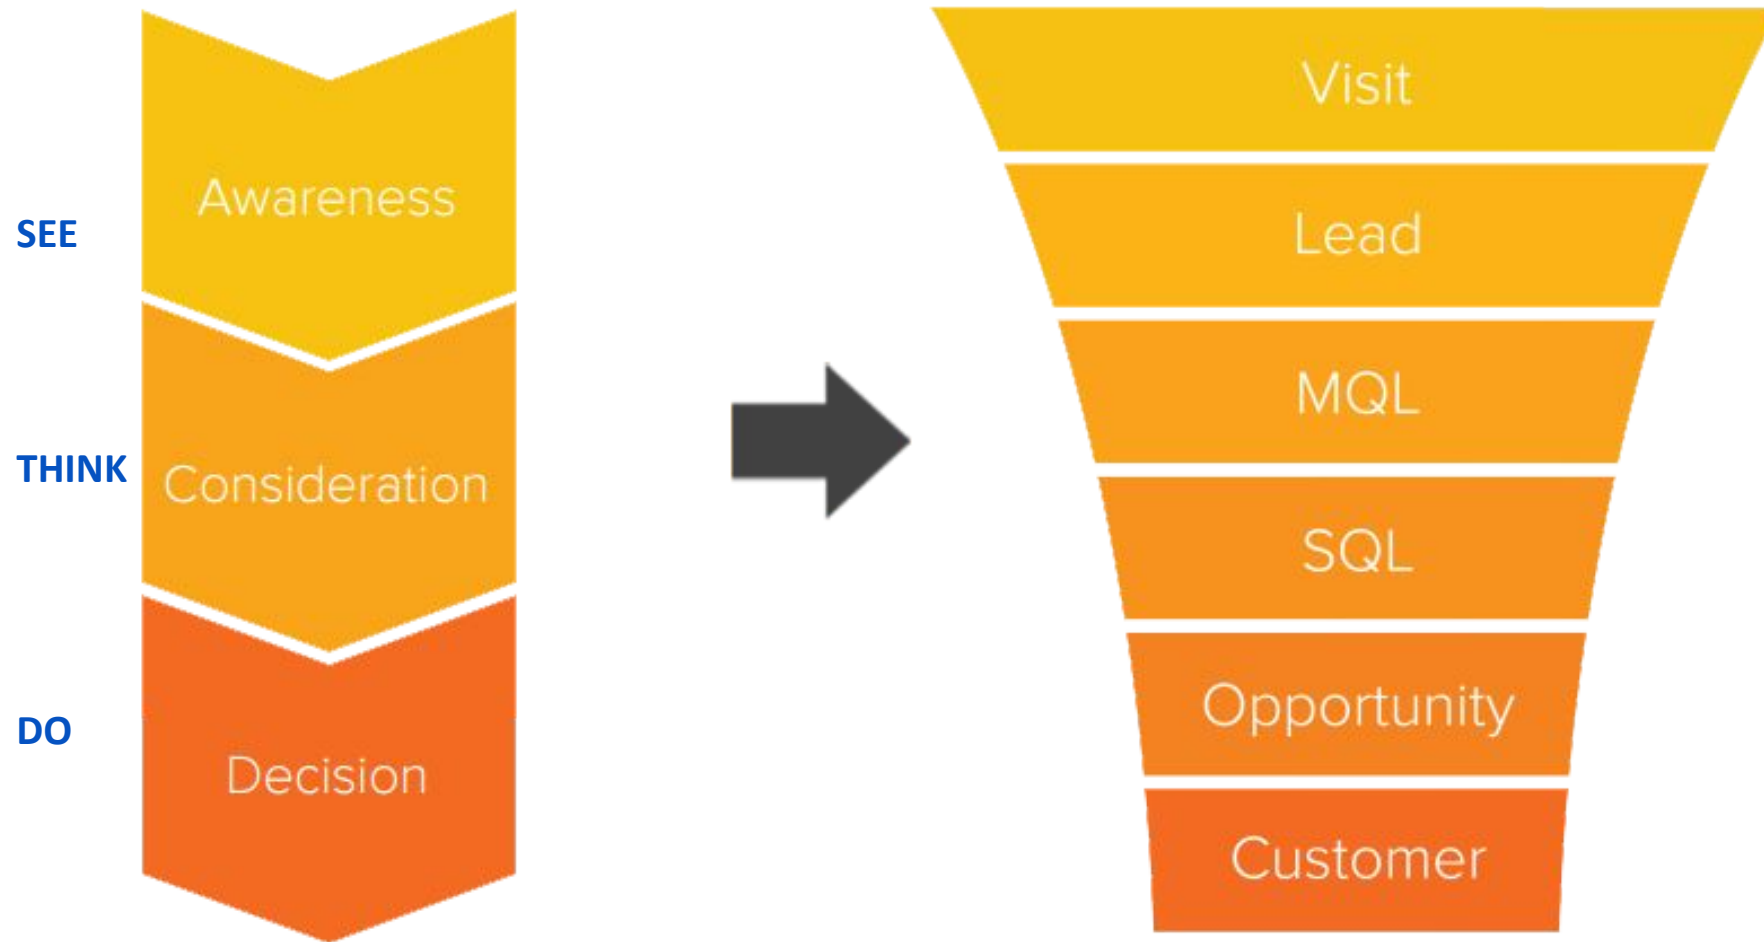 SEE
Awareness
THINK
Consideration
DO
Decision
Visit
Lead
MQL
SQL
Opportunity
Customer